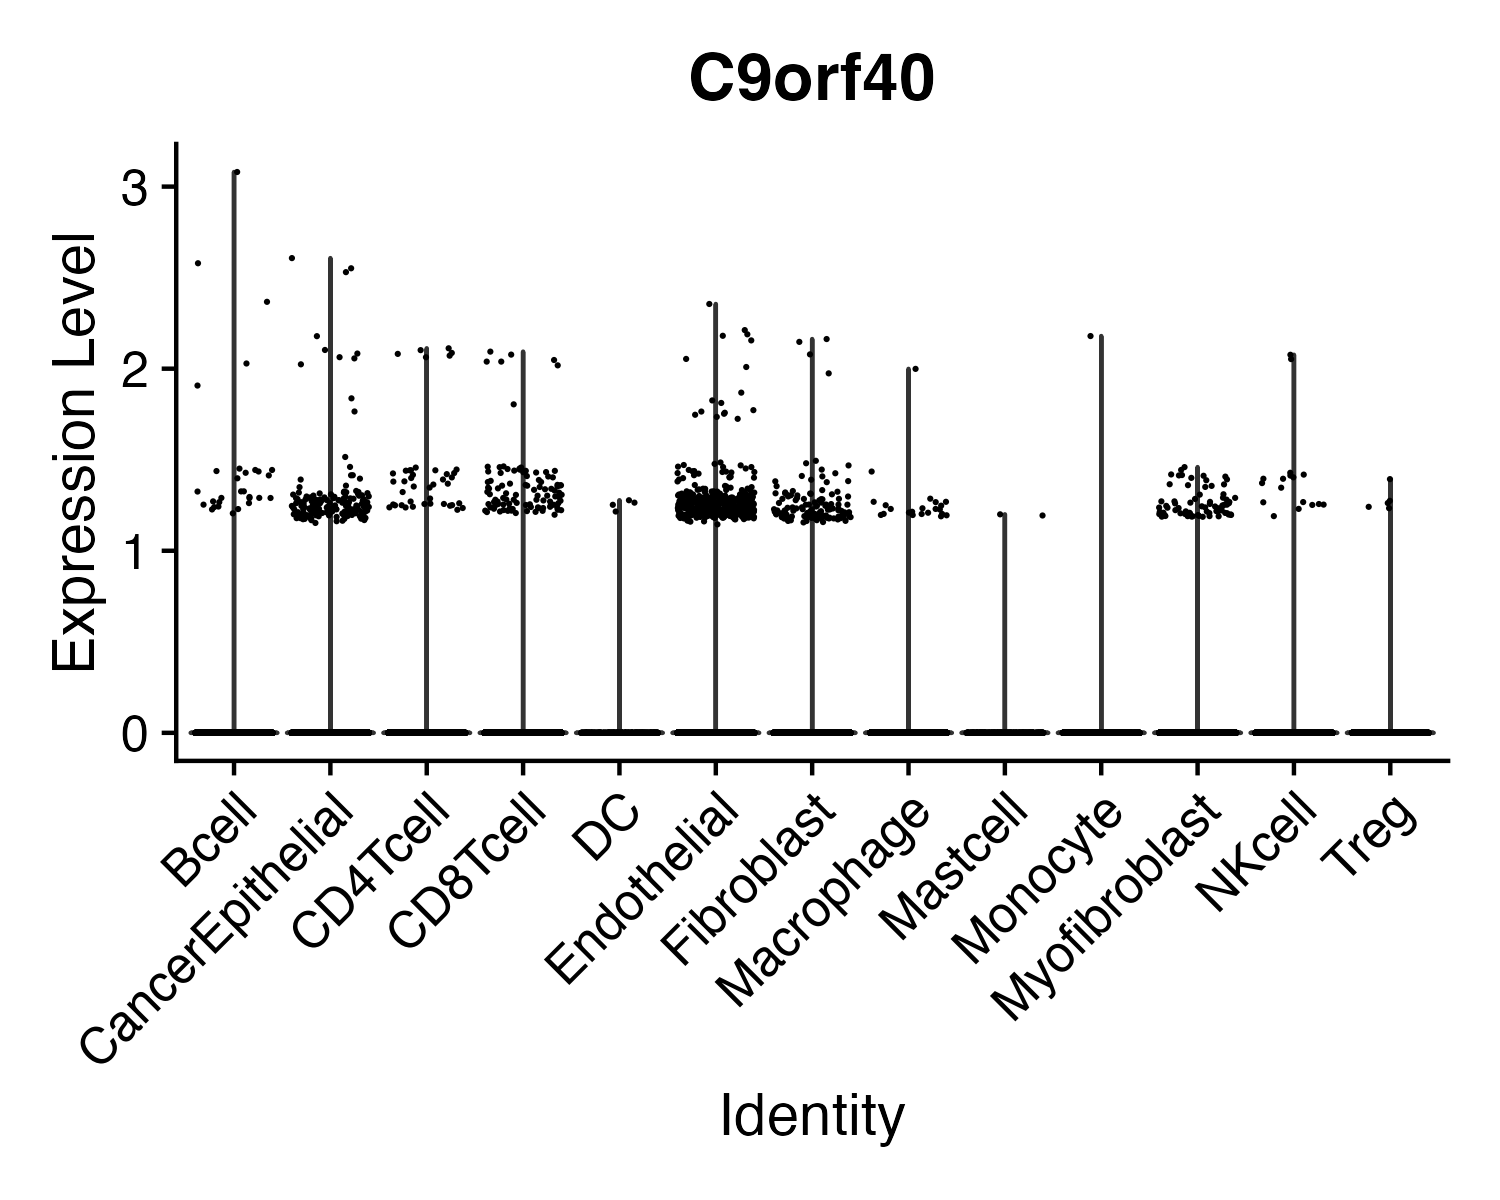 C9orf40
Expression Level
3
2
1
0
Bcell
CancerEpithelial
CD4Tcell
CD8Tcell
DC
Endothelial
Fibroblast
Macrophage
Mastcell
Monocyte
Myofibroblast
NKcell
Treg
Identity